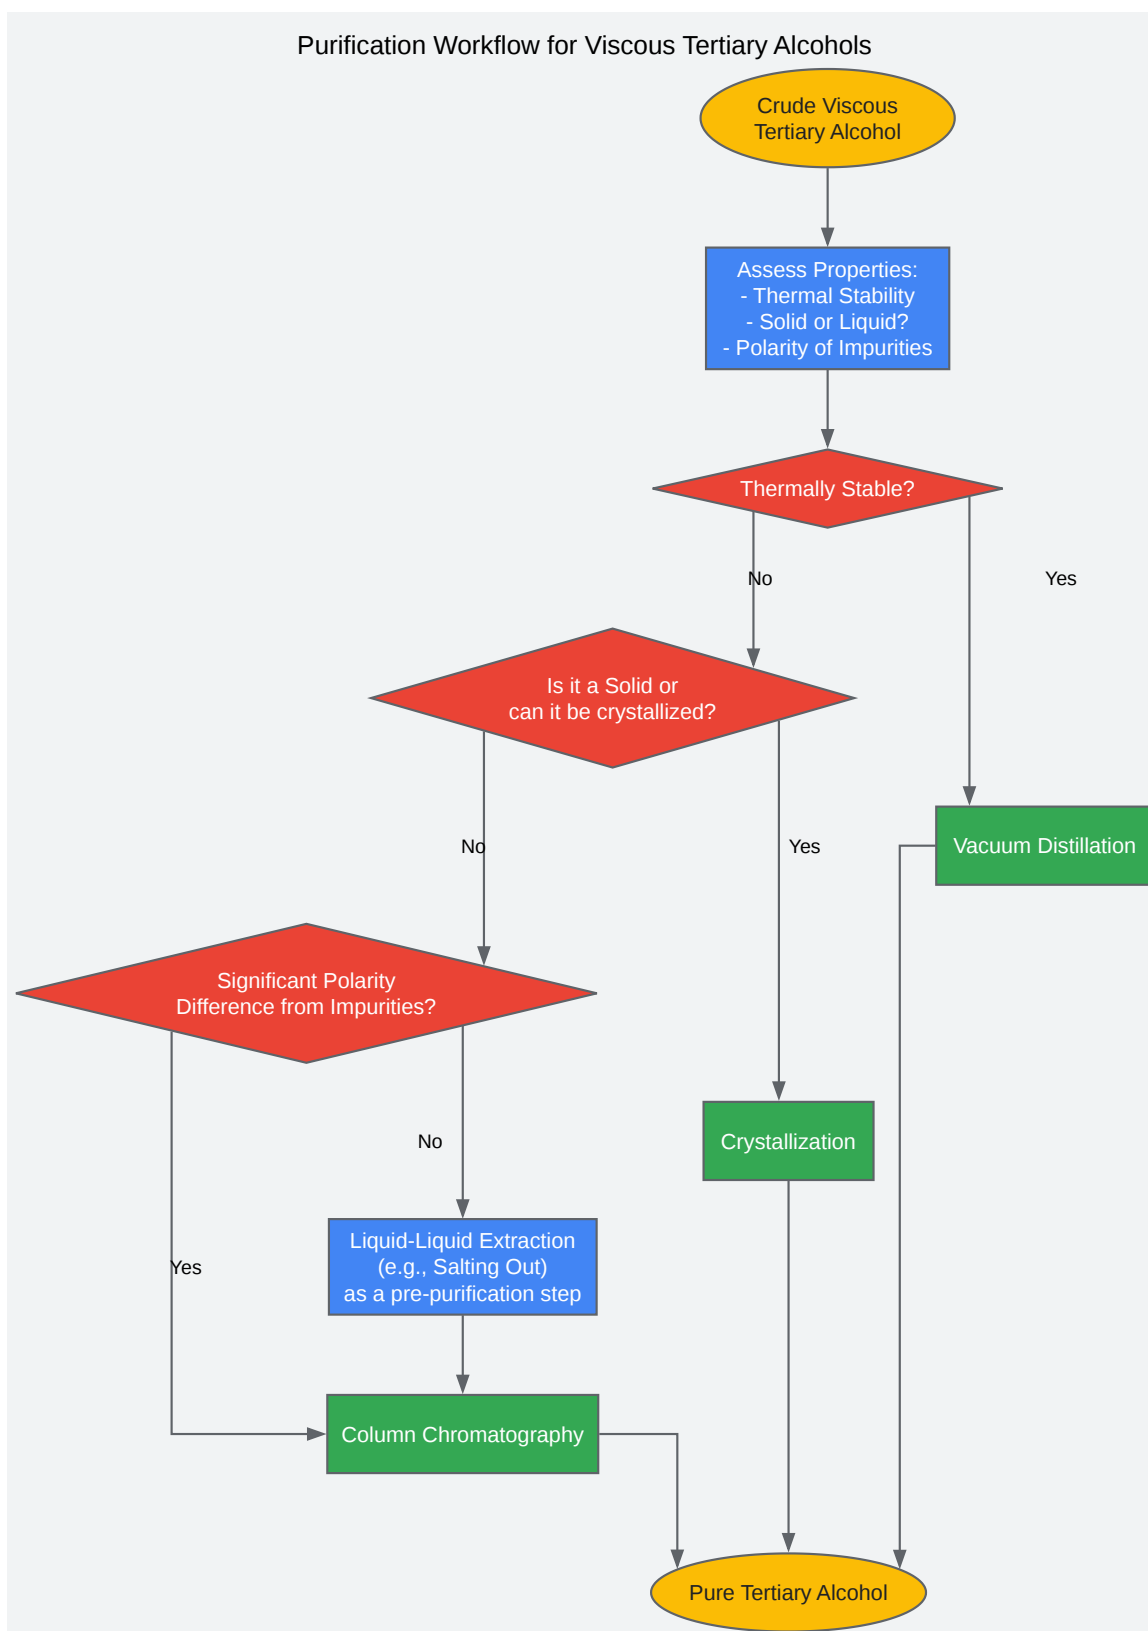 Purification Workflow for Viscous Tertiary Alcohols
Crude Viscous
Tertiary Alcohol
Assess Properties:
- Thermal Stability
- Solid or Liquid?
- Polarity of Impurities
Thermally Stable?
No
Yes
Is it a Solid or
can it be crystallized?
No
Yes
Vacuum Distillation
Significant Polarity
Difference from Impurities?
No
Crystallization
Yes
Liquid-Liquid Extraction
(e.g., Salting Out)
as a pre-purification step
Column Chromatography
Pure Tertiary Alcohol